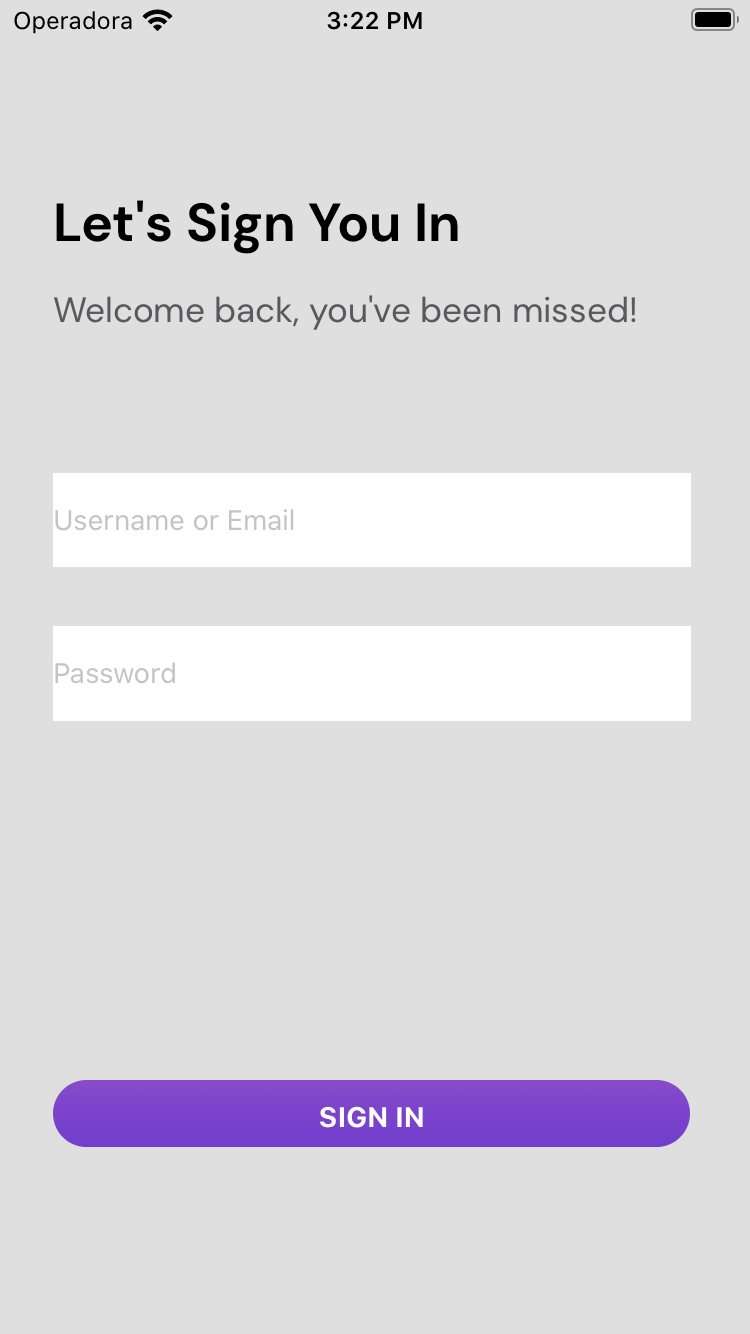 Operadora 3:22 PM
Let's Sign You In
Welcome back, you've been missed!
Username or Email
Password
SIGN IN